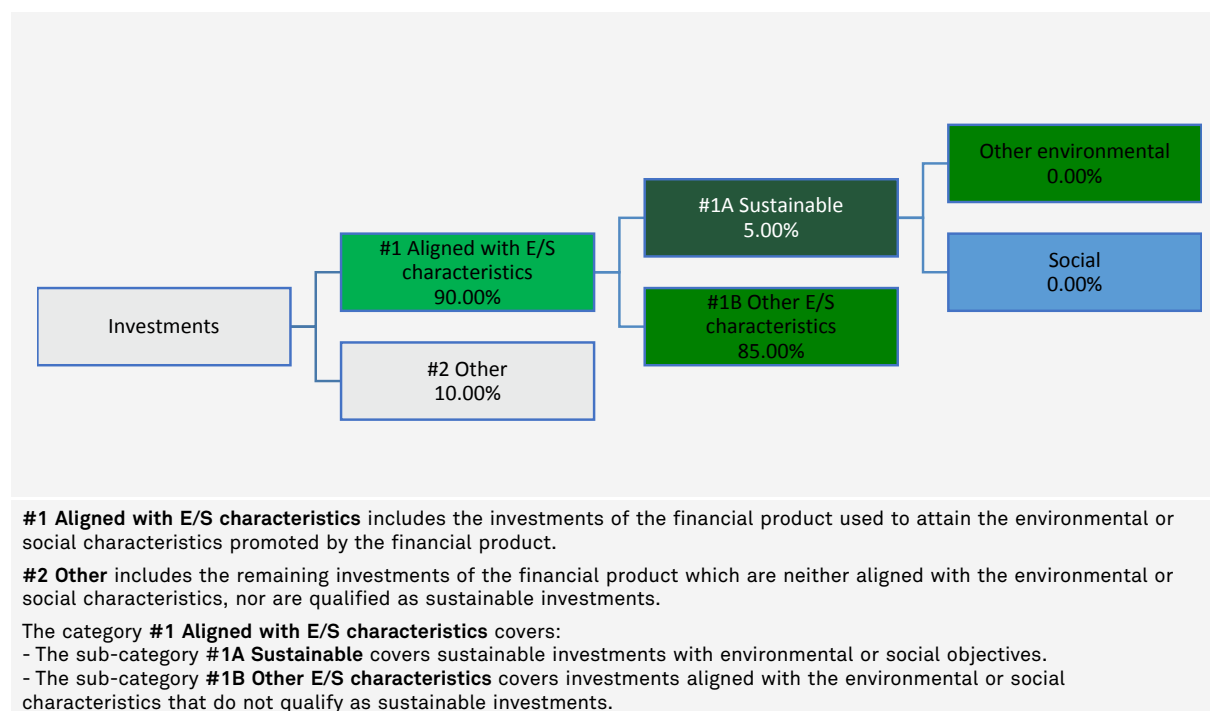 Investments
#1 Aligned with E/S
characteristics
90.00%
#2 Other
10.00%
#1A Sustainable
5.00%
#1B Other E/S
characteristics
85.00%
Other environmental
0.00%
Social
0.00%
#1 Aligned with E/S characteristics includes the investments of the financial product used to attain the environmental or
social characteristics promoted by the financial product.
#2 Other includes the remaining investments of the financial product which are neither aligned with the environmental or
social characteristics, nor are qualified as sustainable investments.
The category #1 Aligned with E/S characteristics covers:
- The sub-category #1A Sustainable covers sustainable investments with environmental or social objectives.
- The sub-category #1B Other E/S characteristics covers investments aligned with the environmental or social
characteristics that do not qualify as sustainable investments.